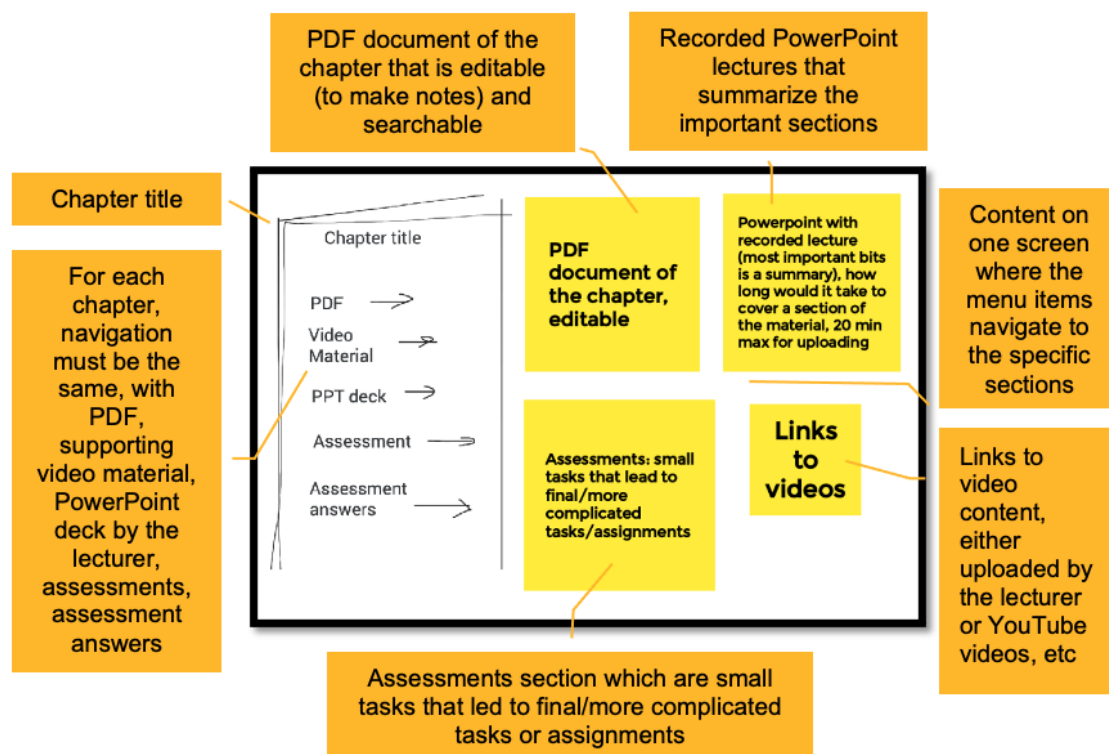 PDF document of the
chapter that is editable
(to make notes) and
searchable
Recorded PowerPoint
lectures that
summarize the
important sections
Chapter title
For each
chapter,
navigation
must be the
same, with
PDF,
supporting
video material,
PowerPoint
deck by the
lecturer,
assessments,
assessment
answers
Chapter title
PDF
Video
Material
PPT deck
Assessment
Assessment
answers
PDF
document of
the chapter,
editable
Powerpoint with
recorded lecture
(most important bits
is a summary), how
long would it take to
cover a section of
the material, 20 min
max for uploading
Assessments: small
tasks that lead to
final/more
complicated
tasks/assignments
Links
to
videos
Content on
one screen
where the
menu items
navigate to
the specific
sections
Links to
video
content,
either
uploaded by
the lecturer
or YouTube
videos, etc
Assessments section which are small
tasks that led to final/more complicated
tasks or assignments